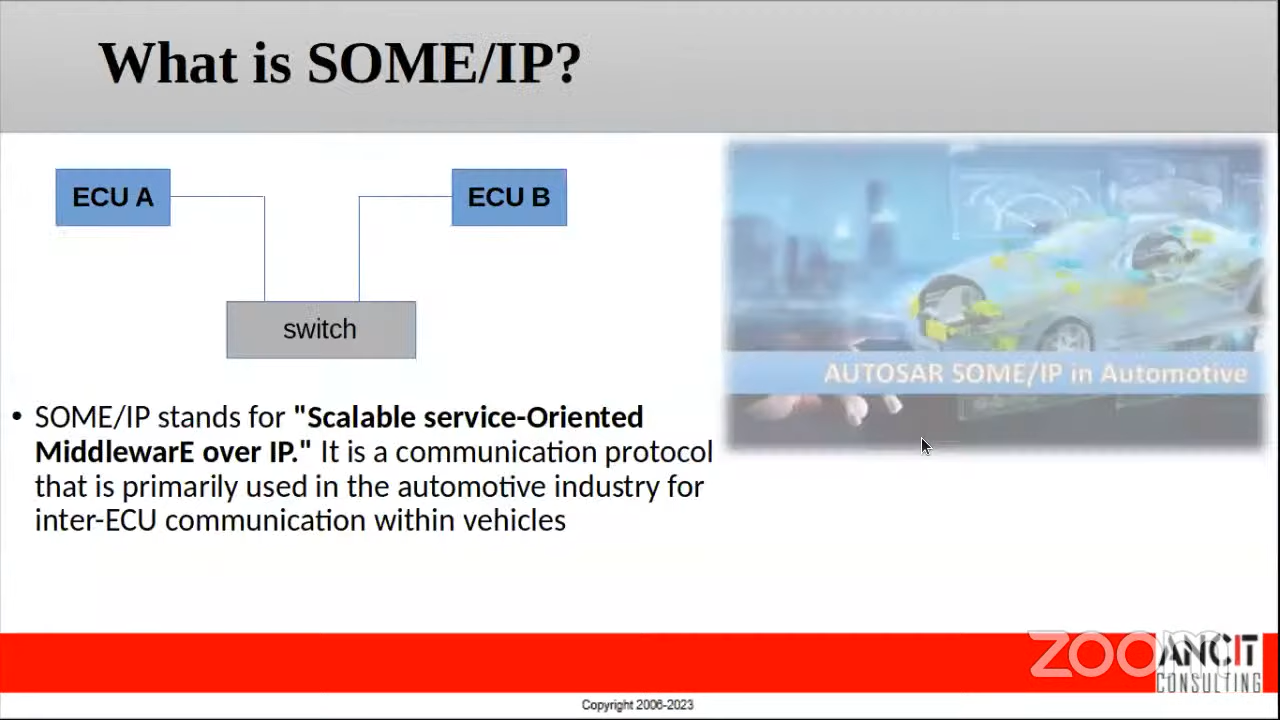 What is SOME/IP?
ECU A
ECU B
switch
AUTOSAR SOME/IP in Automotive
• SOME/IP stands for "Scalable service-Oriented
MiddlewarE over IP." It is a communication protocol
that is primarily used in the automotive industry for
inter-ECU communication within vehicles
zoom
ANCIT
CONSULTING
Copyright 2006-2023